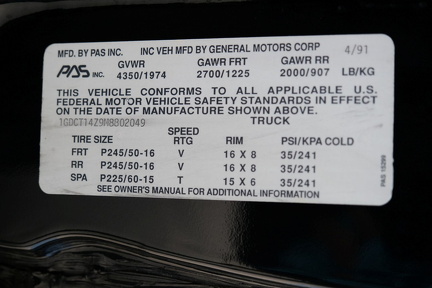 MFD. BY PAS INC. INC VEH MFD BY GENERAL MOTORS CORP 4/91
GVWR GAWR FRT GAWR RR
PAS INC. 4350/1974 2700/1225 2000/907 LB/KG
THIS VEHICLE CONFORMS TO ALL APPLICABLE U.S.
FEDERAL MOTOR VEHICLE SAFETY STANDARDS IN EFFECT
ON THE DATE OF MANUFACTURE SHOWN ABOVE.
1GDCT14Z9M8802049 TRUCK
TIRE SIZE SPEED RTG RIM PSI/KPA COLD
FRT P245/50-16 V 16 X 8 35/241
RR P245/50-16 V 16 X 8 35/241
SPA P225/60-15 T 15 X 6 35/241
SEE OWNER'S MANUAL FOR ADDITIONAL INFORMATION
PAS 15299